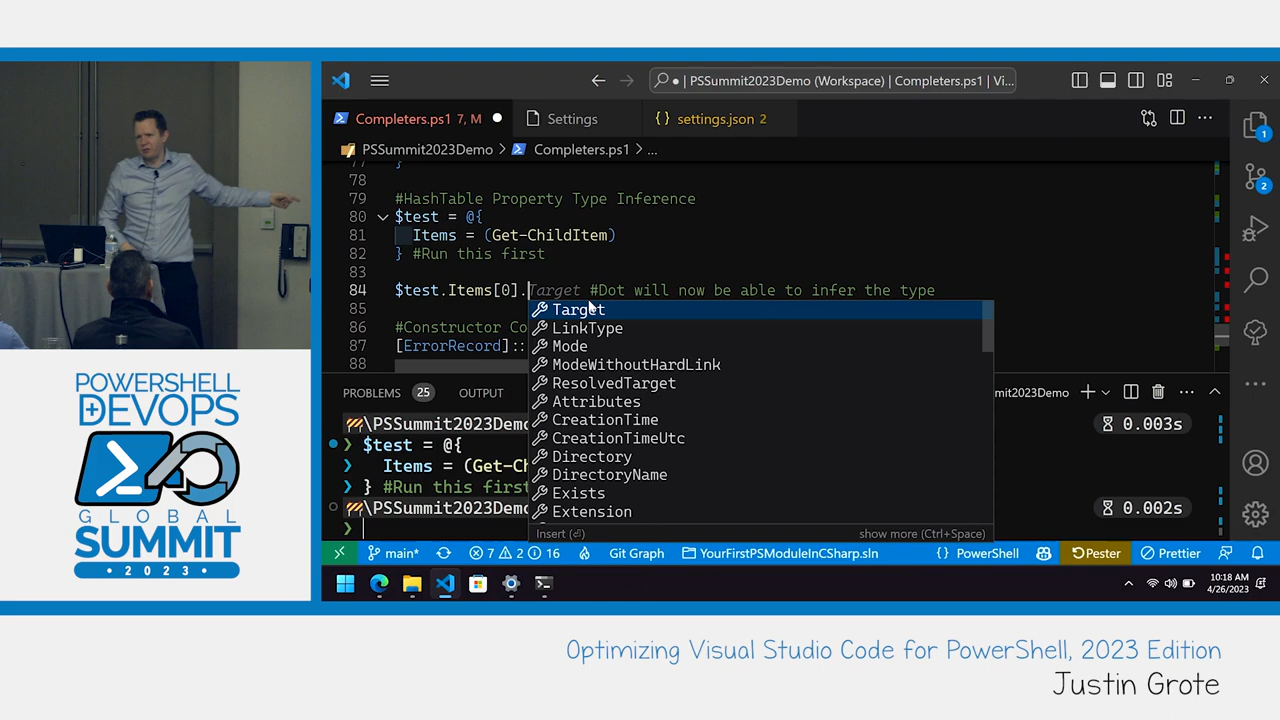 ● | PSSummit2023Demo (Workspace) | Completers.ps1 | Vi...
Completers.ps1 7, M
Settings
settings.json 2
PSSummit2023Demo > Completers.ps1 > ...
77 }
78
79 #HashTable Property Type Inference
80 $test = @{
81 Items = (Get-ChildItem)
82 } #Run this first
83
84 $test.Items[0].Target #Dot will now be able to infer the type
85
86 #Constructor Co
87 [ErrorRecord]::
88
Target
LinkType
Mode
ModeWithoutHardLink
ResolvedTarget
Attributes
CreationTime
CreationTimeUtc
Directory
DirectoryName
Exists
Extension
Insert (⏎) show more (Ctrl+Space)
PROBLEMS 25 OUTPUT mit2023Demo
\PSSummit2023Demo 0.003s
❯ $test = @{
❯ Items = (Get-Ch
❯ } #Run this first
\PSSummit2023Demo 0.002s
❯
main* 7 2 16 Git Graph YourFirstPSModuleInCSharp.sln { } PowerShell Pester Prettier
1
2
10:18 AM
4/26/2023
POWERSHELL
+DEVOPS
GLOBAL
SUMMIT
• 2023 •
Optimizing Visual Studio Code for PowerShell, 2023 Edition
Justin Grote